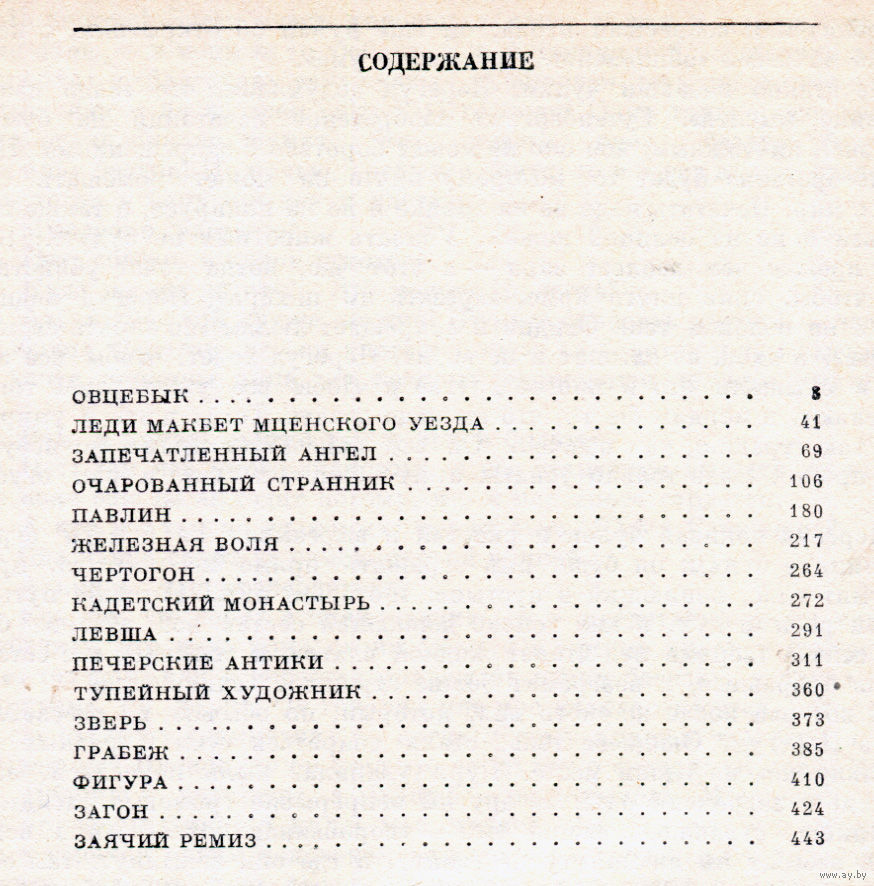 СОДЕРЖАНИЕ
ОВЦЕБЫК . . . . . . . . . . . . . . . . . . . . . . . . . 3
ЛЕДИ МАКБЕТ МЦЕНСКОГО УЕЗДА . . . . . . . . . . . . 41
ЗАПЕЧАТЛЕННЫЙ АНГЕЛ . . . . . . . . . . . . . . . . 69
ОЧАРОВАННЫЙ СТРАННИК . . . . . . . . . . . . . . . 106
ПАВЛИН . . . . . . . . . . . . . . . . . . . . . . . . . 180
ЖЕЛЕЗНАЯ ВОЛЯ . . . . . . . . . . . . . . . . . . . . . 217
ЧЕРТОГОН . . . . . . . . . . . . . . . . . . . . . . . . 264
КАДЕТСКИЙ МОНАСТЫРЬ . . . . . . . . . . . . . . . . . 272
ЛЕВША . . . . . . . . . . . . . . . . . . . . . . . . . . 291
ПЕЧЕРСКИЕ АНТИКИ . . . . . . . . . . . . . . . . . . . 311
ТУПЕЙНЫЙ ХУДОЖНИК . . . . . . . . . . . . . . . . . 360
ЗВЕРЬ . . . . . . . . . . . . . . . . . . . . . . . . . . 373
ГРАБЕЖ . . . . . . . . . . . . . . . . . . . . . . . . . 385
ФИГУРА . . . . . . . . . . . . . . . . . . . . . . . . . 410
ЗАГОН . . . . . . . . . . . . . . . . . . . . . . . . . . 424
ЗАЯЧИЙ РЕМИЗ . . . . . . . . . . . . . . . . . . . . . 443
www.ay.by